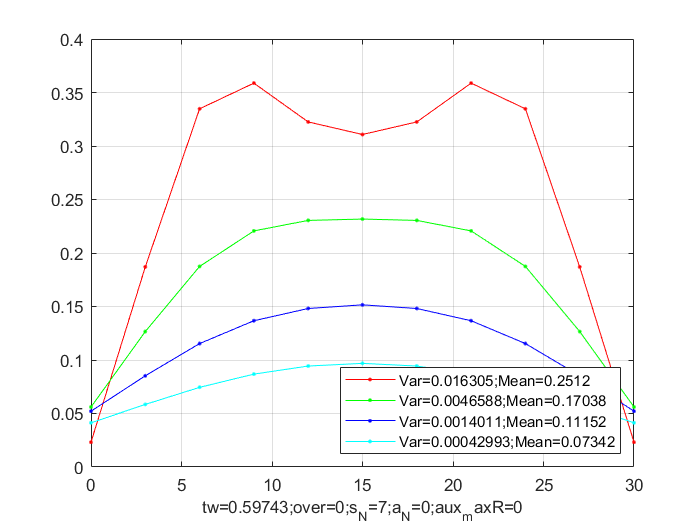 0.4
0.35
0.3
0.25
0.2
0.15
0.1
0.05
0
Var=0.016305;Mean=0.2512
Var=0.0046588;Mean=0.17038
Var=0.0014011;Mean=0.11152
Var=0.00042993;Mean=0.07342
0 5 10 15 20 25 30
tw=0.59743;over=0;s_N=7;a_N=0;aux_maxR=0